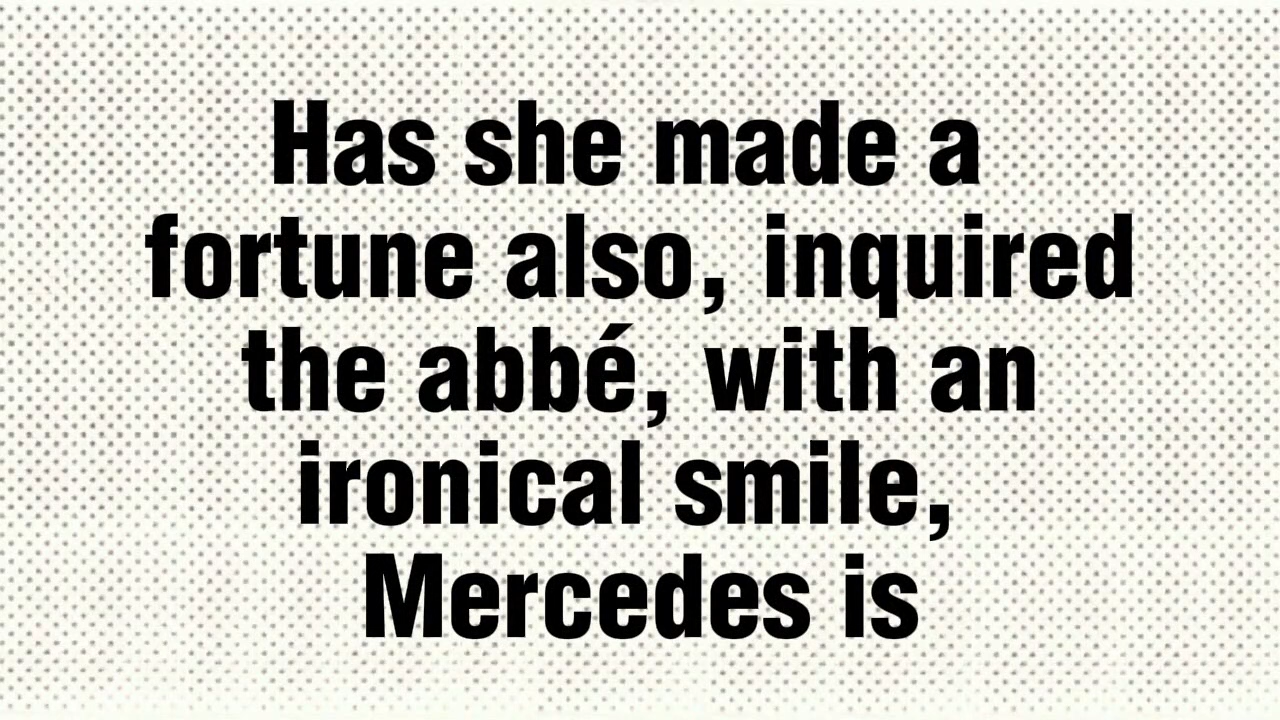 Has she made a
fortune also, inquired
the abbé, with an
ironical smile,
Mercedes is